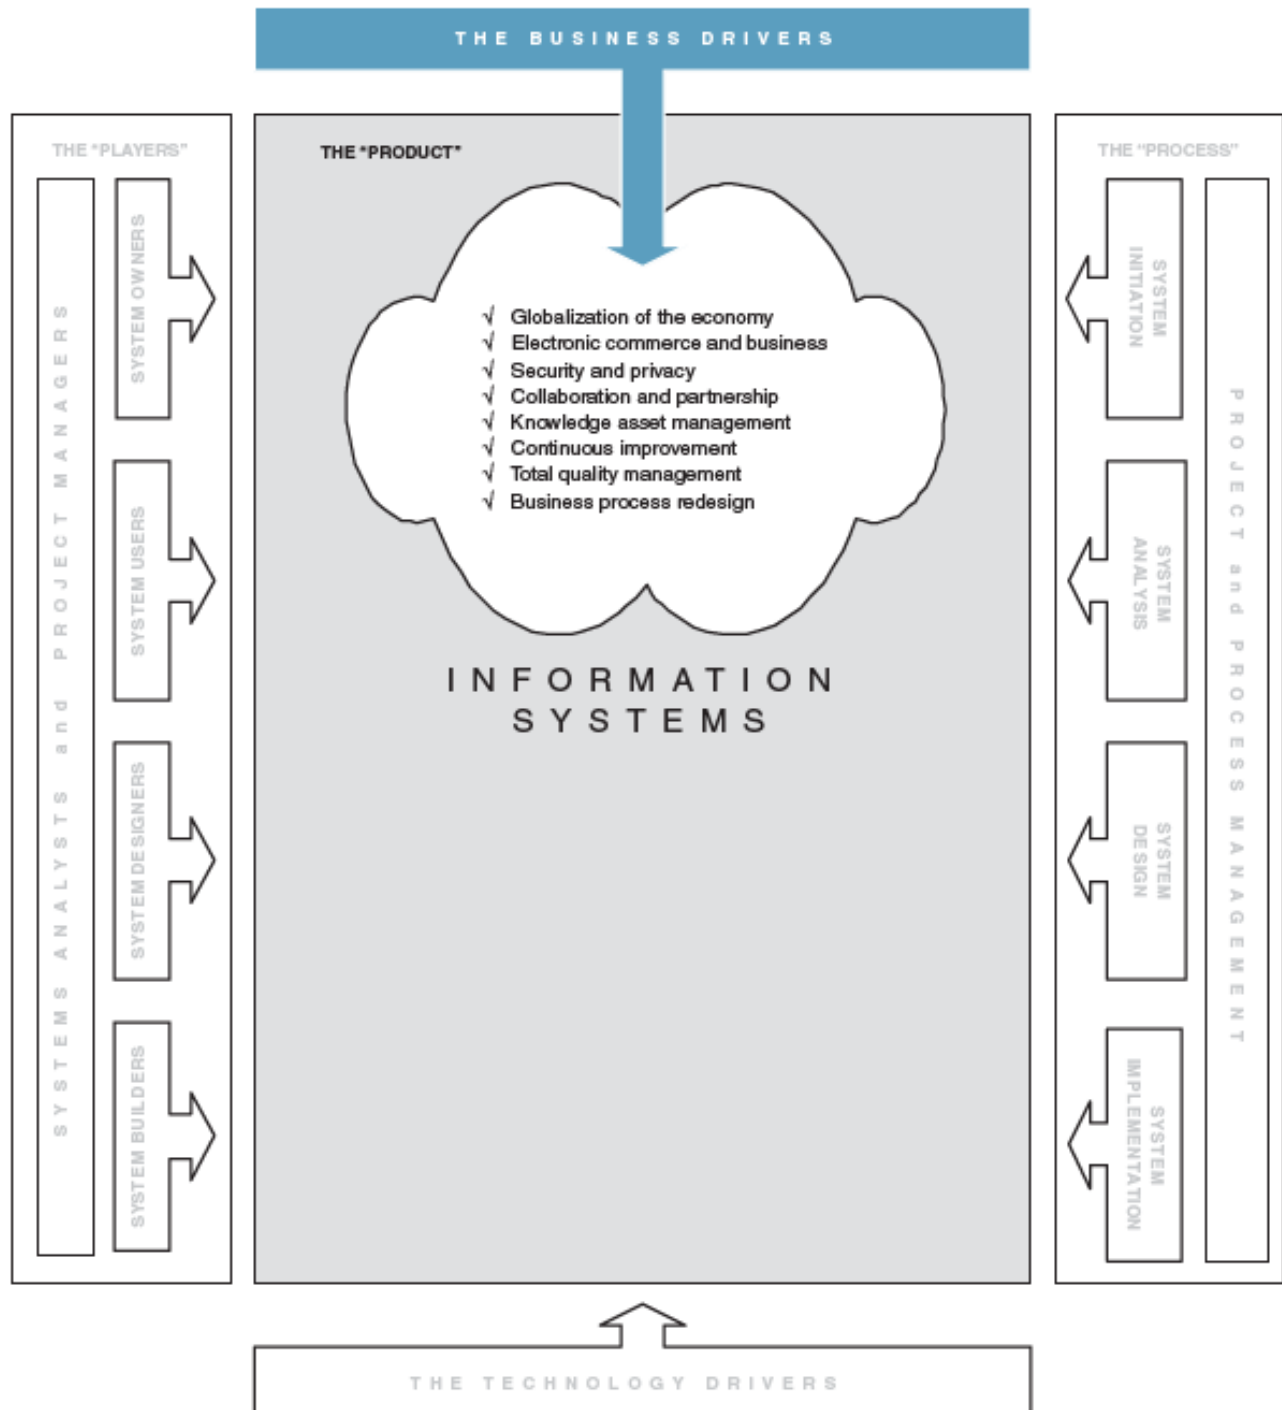 THE BUSINESS DRIVERS
THE "PLAYERS"
SYSTEMS ANALYSTS and PROJECT MANAGERS
SYSTEM OWNERS
SYSTEM USERS
SYSTEM DESIGNERS
SYSTEM BUILDERS
THE "PRODUCT"
√ Globalization of the economy
√ Electronic commerce and business
√ Security and privacy
√ Collaboration and partnership
√ Knowledge asset management
√ Continuous improvement
√ Total quality management
√ Business process redesign
INFORMATION
SYSTEMS
THE "PROCESS"
SYSTEM
INITIATION
SYSTEM
ANALYSIS
SYSTEM
DESIGN
SYSTEM
IMPLEMENTATION
PROJECT and PROCESS MANAGEMENT
THE TECHNOLOGY DRIVERS